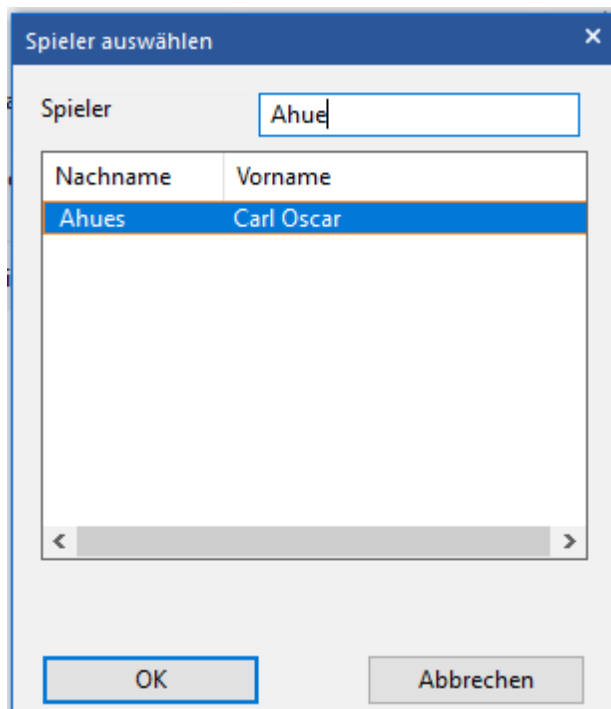 Spieler auswählen
Spieler Ahue
Nachname Vorname
Ahues Carl Oscar
OK Abbrechen